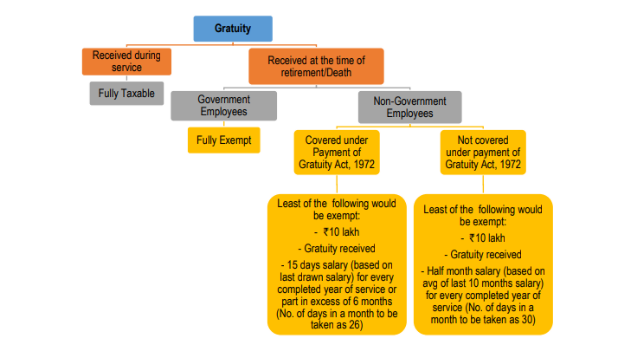 Gratuity
Received during
service
Received at the time of
retirement/Death
Fully Taxable
Government
Employees
Non-Government
Employees
Fully Exempt
Covered under
Payment of
Gratuity Act, 1972
Not covered
under payment of
Gratuity Act, 1972
Least of the following would
be exempt:
- ₹10 lakh
- Gratuity received
- 15 days salary (based on
last drawn salary) for every
completed year of service or
part in excess of 6 months
(No. of days in a month to be
taken as 26)
Least of the following would
be exempt:
- ₹10 lakh
- Gratuity received
- Half month salary (based on
avg of last 10 months salary)
for every completed year of
service (No. of days in a
month to be taken as 30)